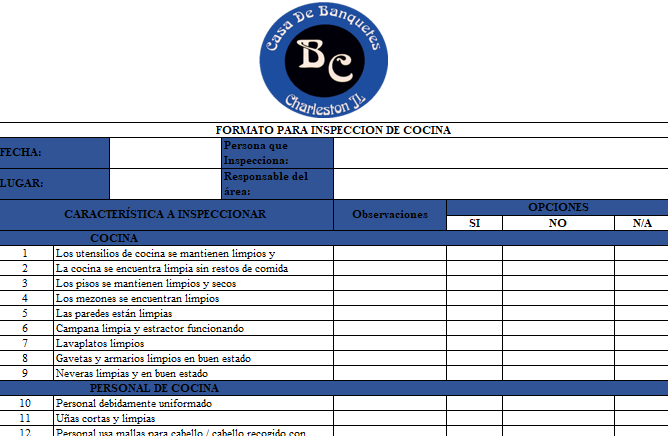 Casa De Banquetes
BC
Charleston JL
FORMATO PARA INSPECCION DE COCINA
FECHA:
Persona que
Inspecciona:
LUGAR:
Responsable del
área:
CARACTERÍSTICA A INSPECCIONAR
Observaciones
OPCIONES
SI NO N/A
COCINA
1 Los utensilios de cocina se mantienen limpios y
2 La cocina se encuentra limpia sin restos de comida
3 Los pisos se mantienen limpios y secos
4 Los mezones se encuentran limpios
5 Las paredes están limpias
6 Campana limpia y estractor funcionando
7 Lavaplatos limpios
8 Gavetas y armarios limpios en buen estado
9 Neveras limpias y en buen estado
PERSONAL DE COCINA
10 Personal debidamente uniformado
11 Uñas cortas y limpias
12 Personal usa mallas para cabello / cabello recogido con